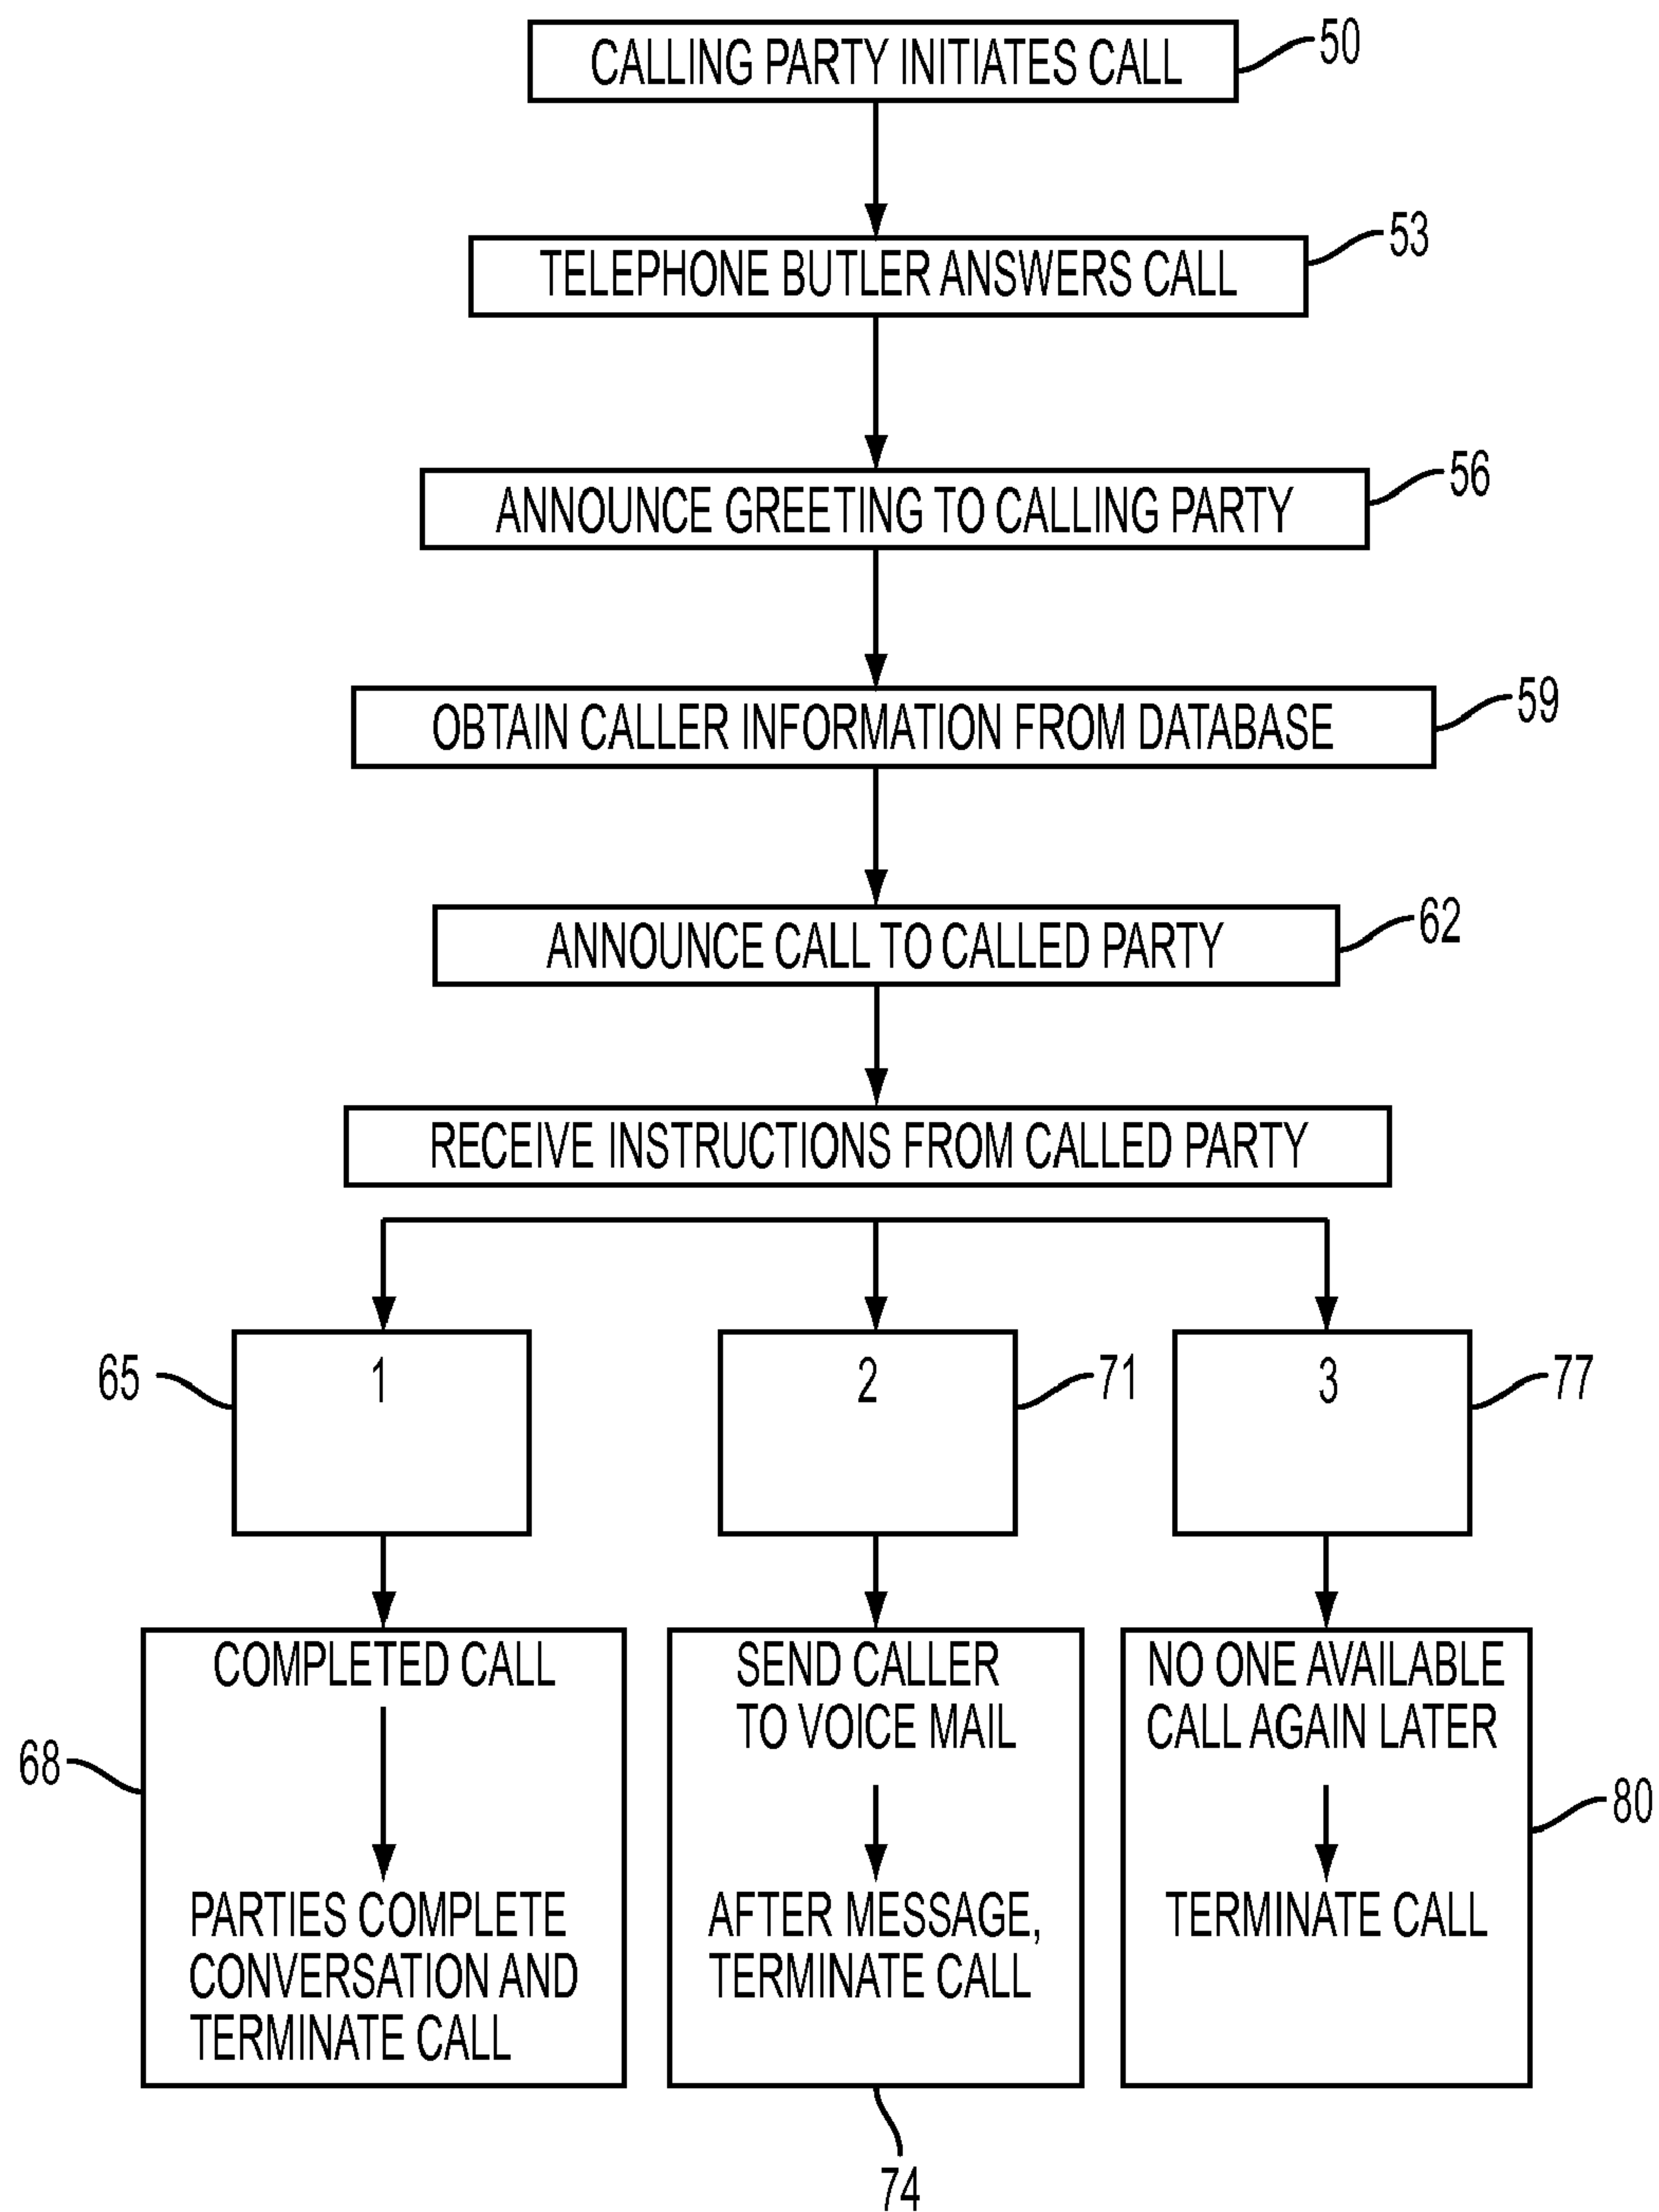 CALLING PARTY INITIATES CALL
50
TELEPHONE BUTLER ANSWERS CALL
53
ANNOUNCE GREETING TO CALLING PARTY
56
OBTAIN CALLER INFORMATION FROM DATABASE
59
ANNOUNCE CALL TO CALLED PARTY
62
RECEIVE INSTRUCTIONS FROM CALLED PARTY
65
1
2
71
3
77
68
COMPLETED CALL
PARTIES COMPLETE
CONVERSATION AND
TERMINATE CALL
SEND CALLER
TO VOICE MAIL
AFTER MESSAGE,
TERMINATE CALL
74
NO ONE AVAILABLE
CALL AGAIN LATER
TERMINATE CALL
80